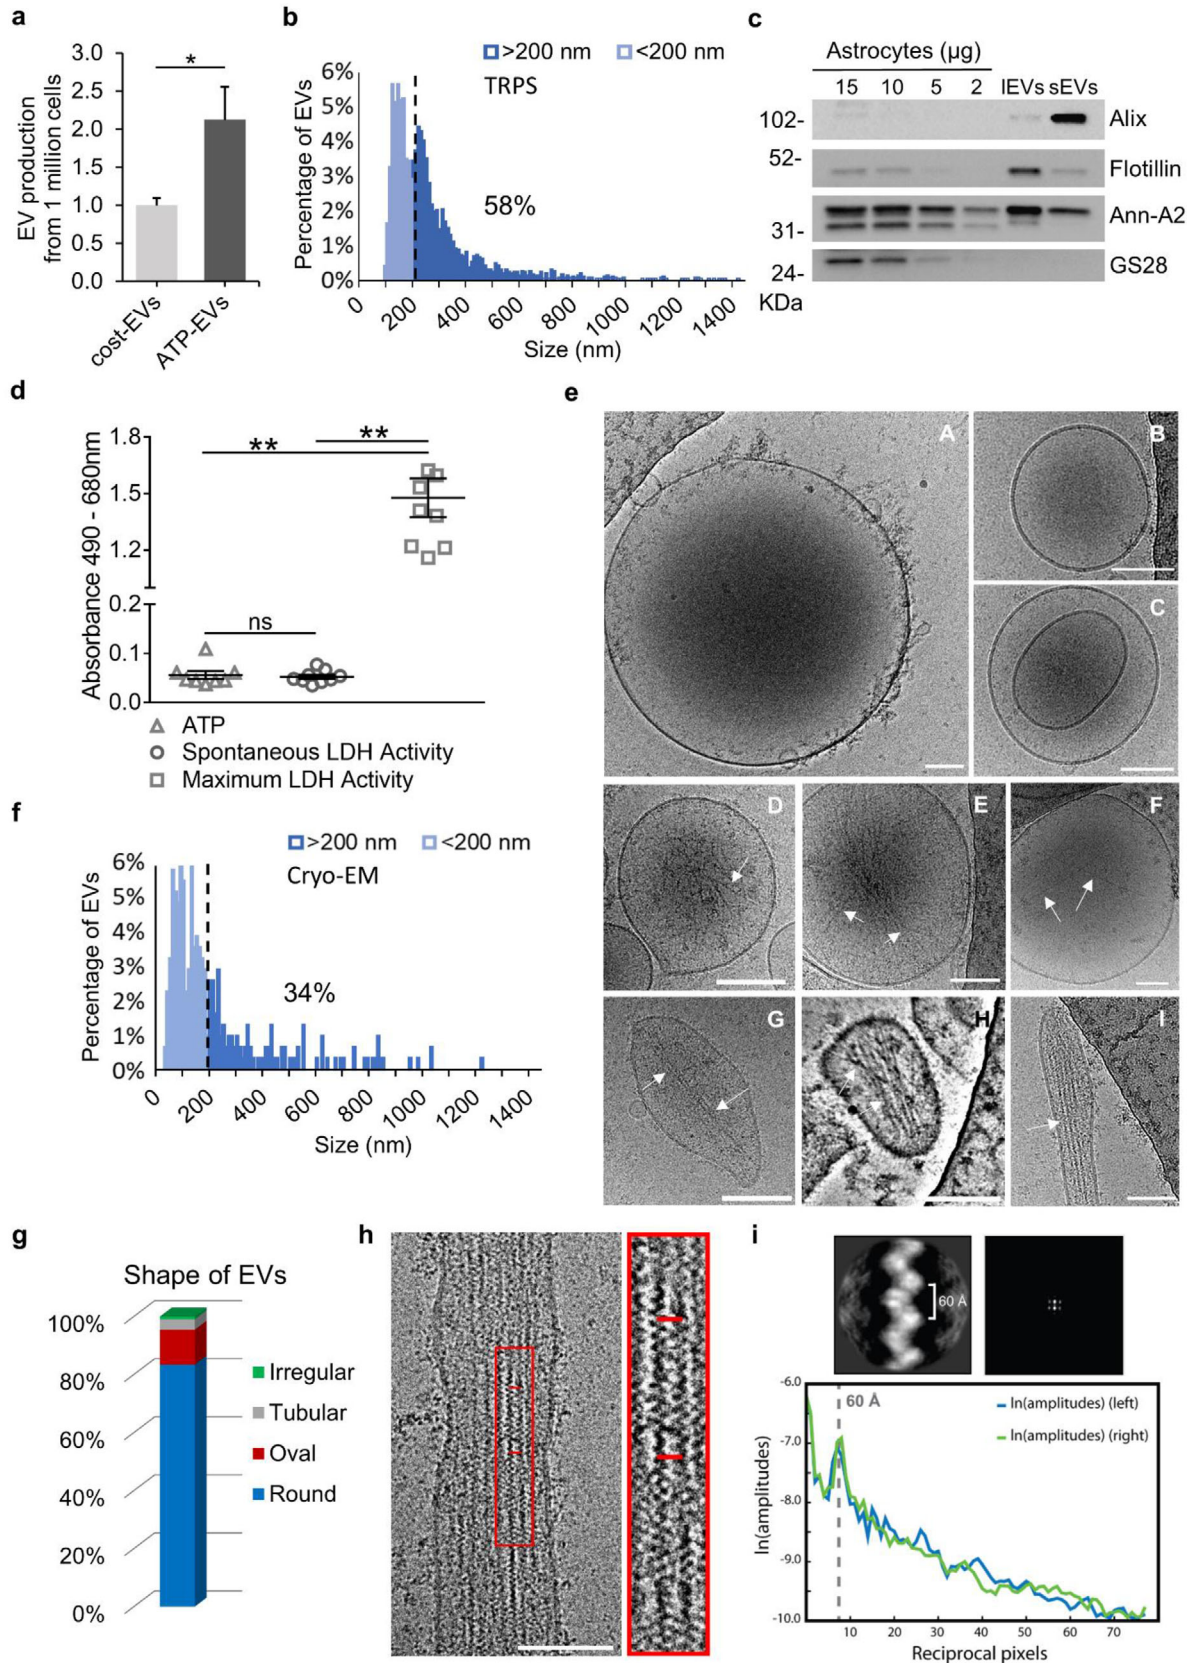 a
3.0
2.5
2.0
1.5
1.0
0.5
0.0
EV production
from 1 million cells
*
cost-EVs
ATP-EVs
b
>200 nm
<200 nm
TRPS
6%
5%
4%
3%
2%
1%
0%
Percentage of EVs
58%
0
200
400
600
800
1000
1200
1400
Size (nm)
c
Astrocytes (µg)
15 10 5 2 lEVs sEVs
102-
Alix
52-
Flotillin
Ann-A2
31-
GS28
24-
KDa
d
1.8
1.5
1.2
0.2
0.1
0.0
Absorbance 490 - 680nm
**
**
ns
ATP
Spontaneous LDH Activity
Maximum LDH Activity
e
A
B
C
D
E
F
G
H
I
f
>200 nm
<200 nm
Cryo-EM
6%
5%
4%
3%
2%
1%
0%
Percentage of EVs
34%
0
200
400
600
800
1000
1200
1400
Size (nm)
g
Shape of EVs
100%
80%
60%
40%
20%
0%
Irregular
Tubular
Oval
Round
h
i
60 Å
-6.0
-7.0
-8.0
-9.0
-10.0
ln(amplitudes)
60 Å
ln(amplitudes) (left)
ln(amplitudes) (right)
10 20 30 40 50 60 70
Reciprocal pixels